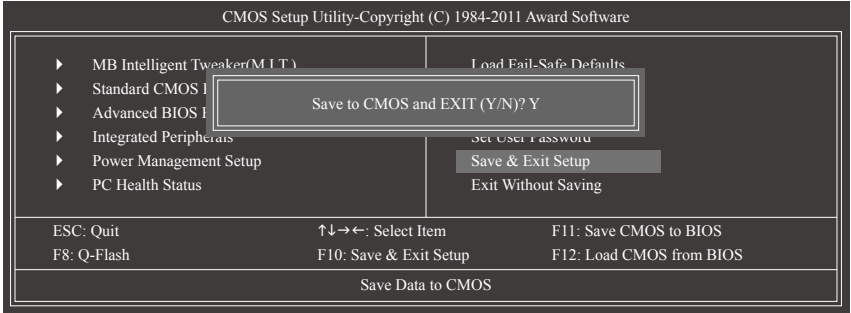 CMOS Setup Utility-Copyright (C) 1984-2011 Award Software
MB Intelligent Tweaker(M.I.T.)
Standard CMOS
Advanced BIOS
Integrated Peripherals
Power Management Setup
PC Health Status
Load Fail-Safe Defaults
Set User Password
Save & Exit Setup
Exit Without Saving
Save to CMOS and EXIT (Y/N)? Y
ESC: Quit ↑↓→←: Select Item F11: Save CMOS to BIOS
F8: Q-Flash F10: Save & Exit Setup F12: Load CMOS from BIOS
Save Data to CMOS